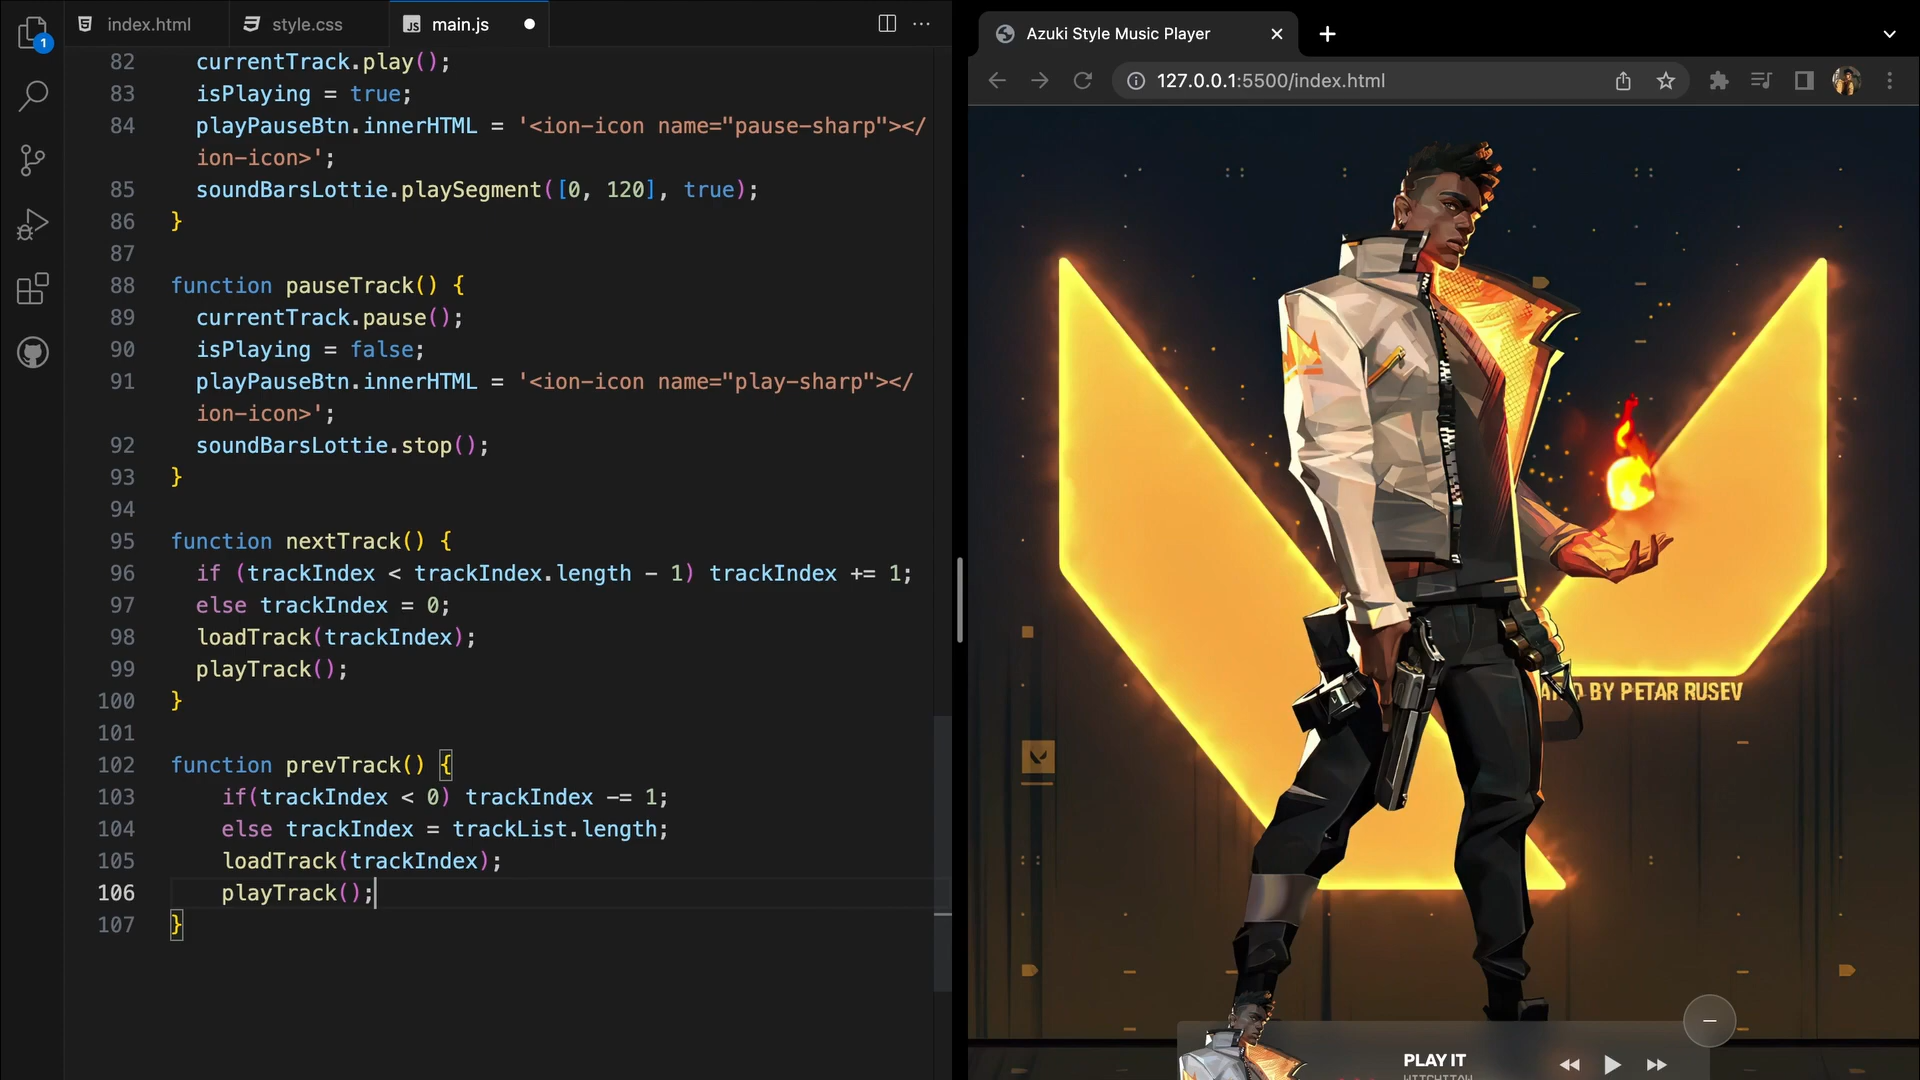 index.html
style.css
JS main.js
1
82 currentTrack.play();
83 isPlaying = true;
84 playPauseBtn.innerHTML = '<ion-icon name="pause-sharp"></
ion-icon>';
85 soundBarsLottie.playSegment([0, 120], true);
86 }
87
88 function pauseTrack() {
89 currentTrack.pause();
90 isPlaying = false;
91 playPauseBtn.innerHTML = '<ion-icon name="play-sharp"></
ion-icon>';
92 soundBarsLottie.stop();
93 }
94
95 function nextTrack() {
96 if (trackIndex < trackIndex.length - 1) trackIndex += 1;
97 else trackIndex = 0;
98 loadTrack(trackIndex);
99 playTrack();
100 }
101
102 function prevTrack() {
103 if(trackIndex < 0) trackIndex -= 1;
104 else trackIndex = trackList.length;
105 loadTrack(trackIndex);
106 playTrack();
107 }
Azuki Style Music Player
127.0.0.1:5500/index.html
BY PETAR RUSEV
PLAY IT